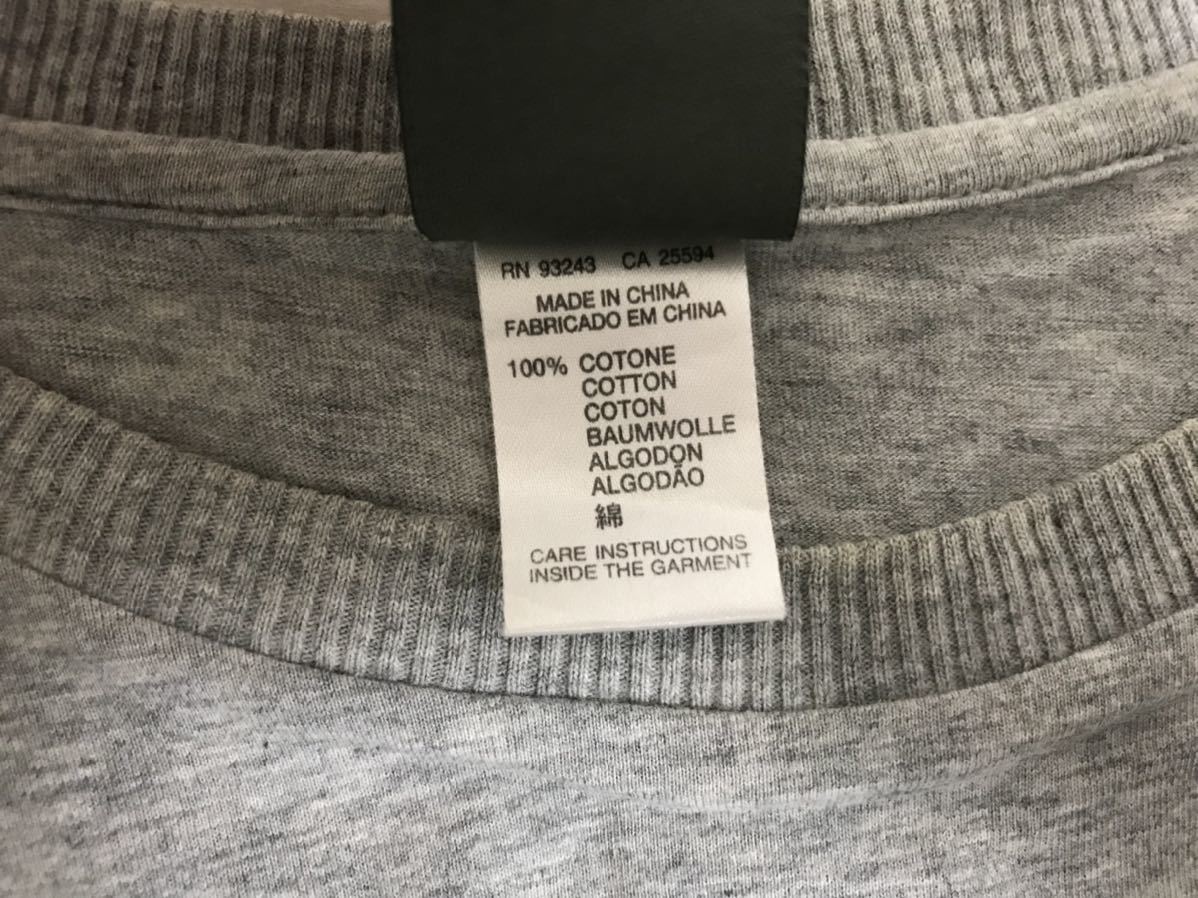 RN 93243 CA 25594
MADE IN CHINA
FABRICADO EM CHINA
100% COTONE
COTTON
COTON
BAUMWOLLE
ALGODON
ALGODÃO
綿
CARE INSTRUCTIONS
INSIDE THE GARMENT